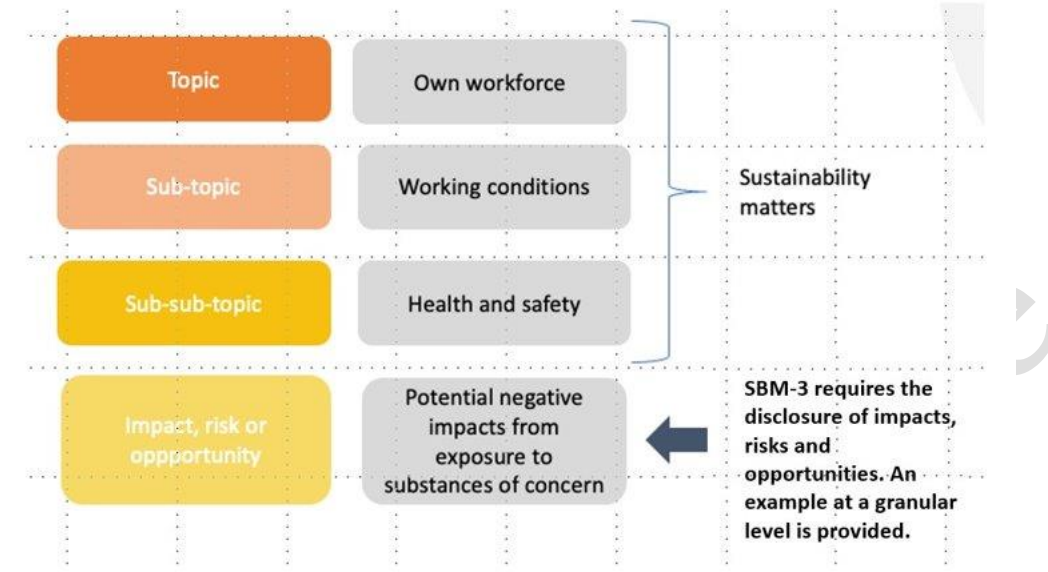 Topic
Own workforce
Sub-topic
Working conditions
Sub-sub-topic
Health and safety
Sustainability
matters
Impact, risk or
oppportunity
Potential negative
impacts from
exposure to
substances of concern
SBM-3 requires the
disclosure of impacts,
risks and
opportunities. An
example at a granular
level is provided.